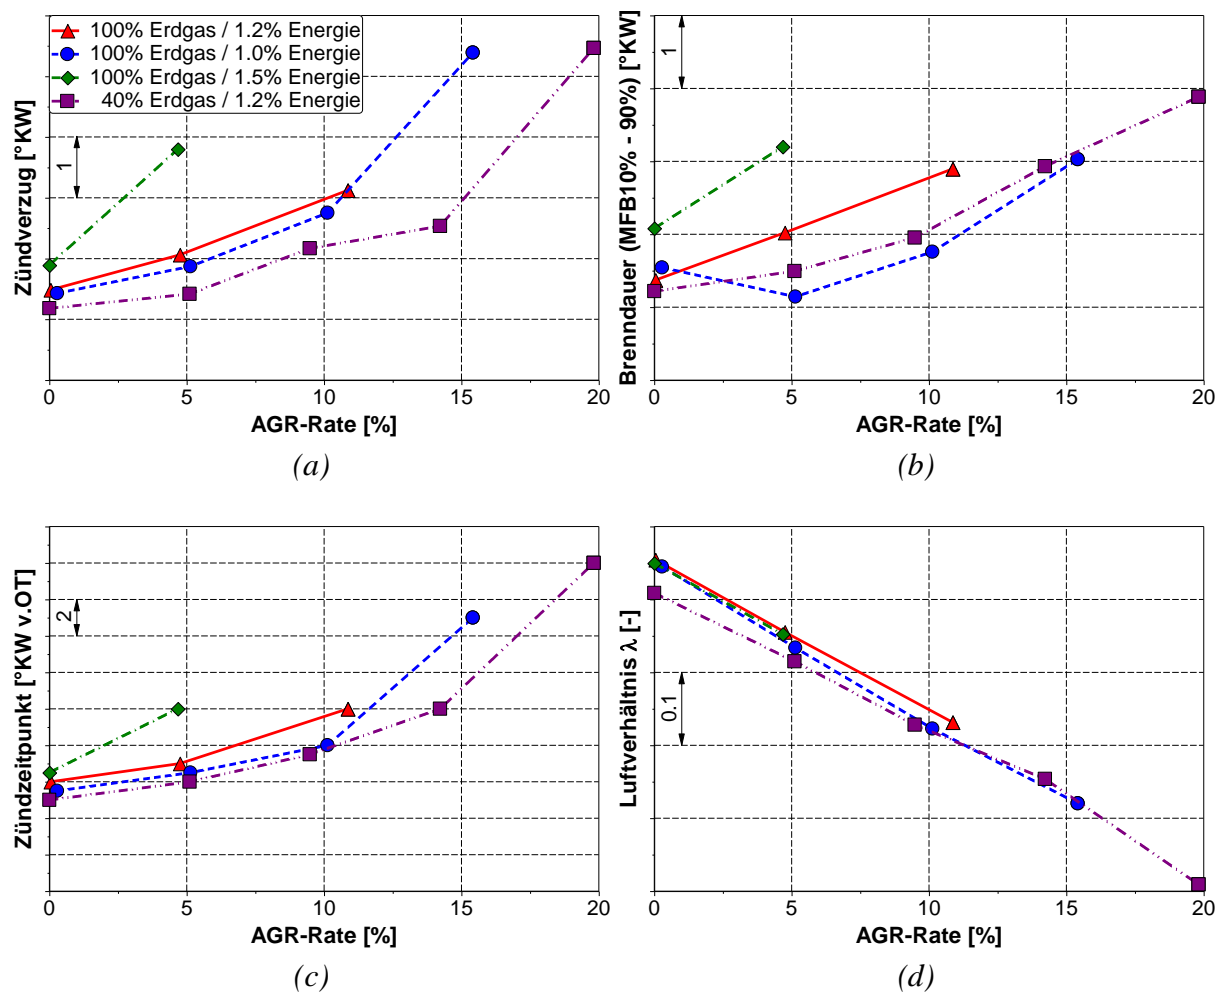 100% Erdgas / 1.2% Energie
100% Erdgas / 1.0% Energie
100% Erdgas / 1.5% Energie
40% Erdgas / 1.2% Energie
Zündverzug [°KW]
1
0 5 10 15 20
AGR-Rate [%]
(a)
Brenndauer (MFB10% - 90%) [°KW]
1
0 5 10 15 20
AGR-Rate [%]
(b)
Zündzeitpunkt [°KW v.OT]
2
0 5 10 15 20
AGR-Rate [%]
(c)
Luftverhältnis λ [-]
0.1
0 5 10 15 20
AGR-Rate [%]
(d)